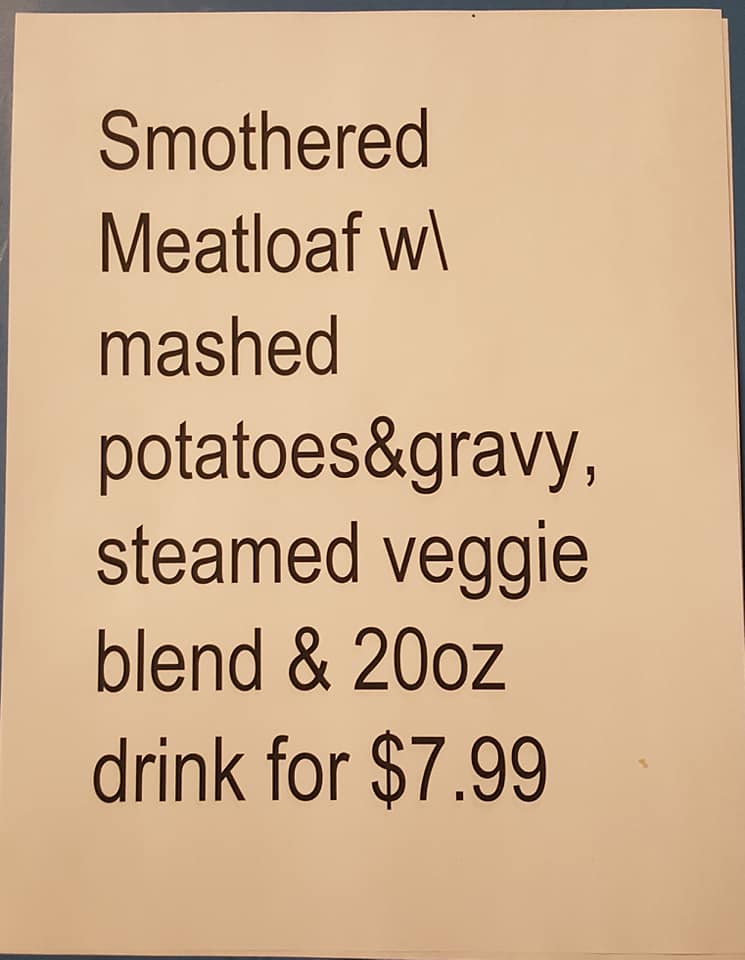 Smothered
Meatloaf w\
mashed
potatoes&gravy,
steamed veggie
blend & 20oz
drink for $7.99